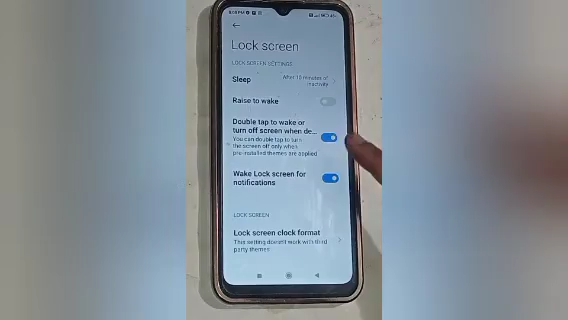 Lock screen
LOCK SCREEN SETTINGS
Sleep
After 10 minutes of
inactivity
Raise to wake
Double tap to wake or
turn off screen when de...
You can double tap to turn
the screen off only when
pre-installed themes are applied
Wake Lock screen for
notifications
LOCK SCREEN
Lock screen clock format
This setting doesn't work with third
party themes